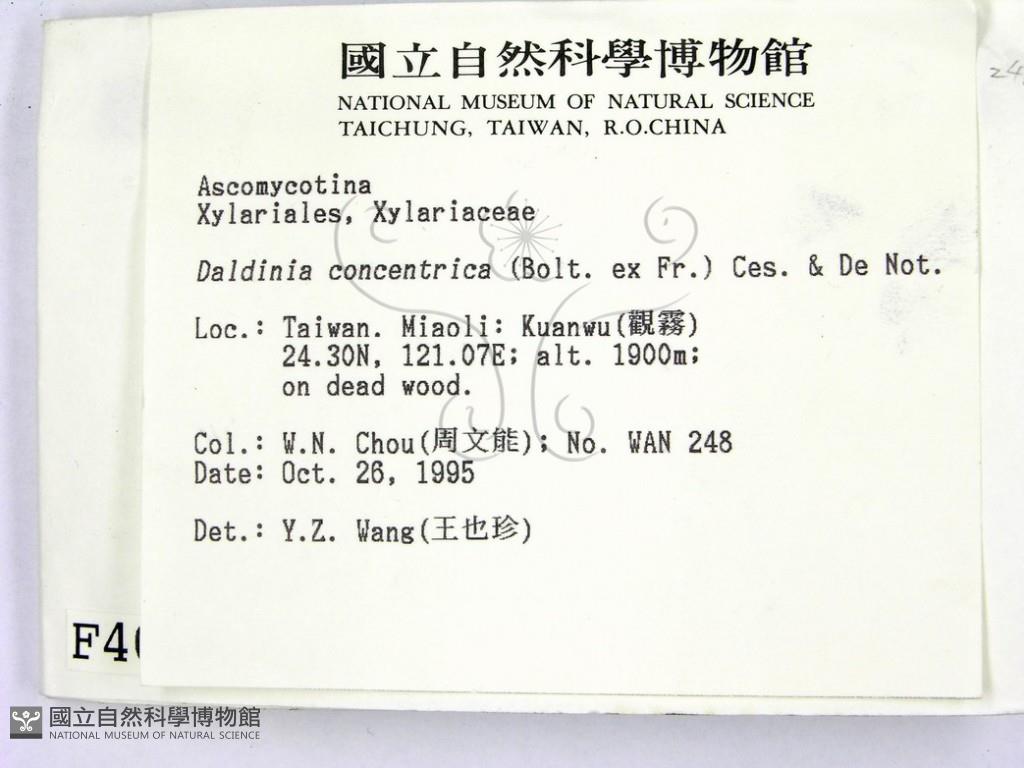 國立自然科學博物館
NATIONAL MUSEUM OF NATURAL SCIENCE
TAICHUNG, TAIWAN, R.O.CHINA
Ascomycotina
Xylariales, Xylariaceae
Daldinia concentrica (Bolt. ex Fr.) Ces. & De Not.
Loc.: Taiwan. Miaoli: Kuanwu(觀霧)
24.30N, 121.07E; alt. 1900m;
on dead wood.
Col.: W.N. Chou(周文能); No. WAN 248
Date: Oct. 26, 1995
Det.: Y.Z. Wang(王也珍)
國立自然科學博物館
NATIONAL MUSEUM OF NATURAL SCIENCE